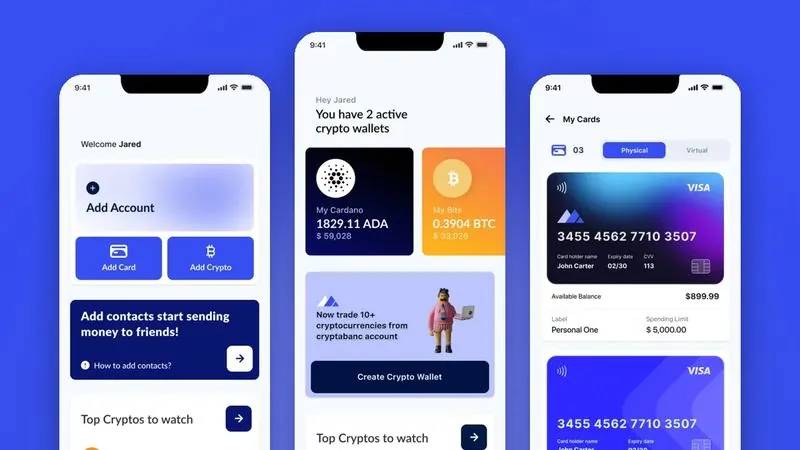 9:41
Welcome Jared
Add Account
Add Card
Add Crypto
Add contacts start sending
money to friends!
How to add contacts?
Top Cryptos to watch
9:41
Hey Jared
You have 2 active
crypto wallets
My Cardano
1829.11 ADA
$ 59,028
My Bits
0.3904 BTC
$ 33,026
Now trade 10+
cryptocurrencies from
cryptabanc account
Create Crypto Wallet
Top Cryptos to watch
9:41
My Cards
03
Physical
Virtual
VISA
3455 4562 7710 3507
Card holder name
Expiry date
CVV
John Carter
02/30
113
Available Balance
$899.99
Label
Spending Limit
Personal One
$ 5,000.00
VISA
3455 4562 7710 3507
Card holder name
Expiry date
CVV